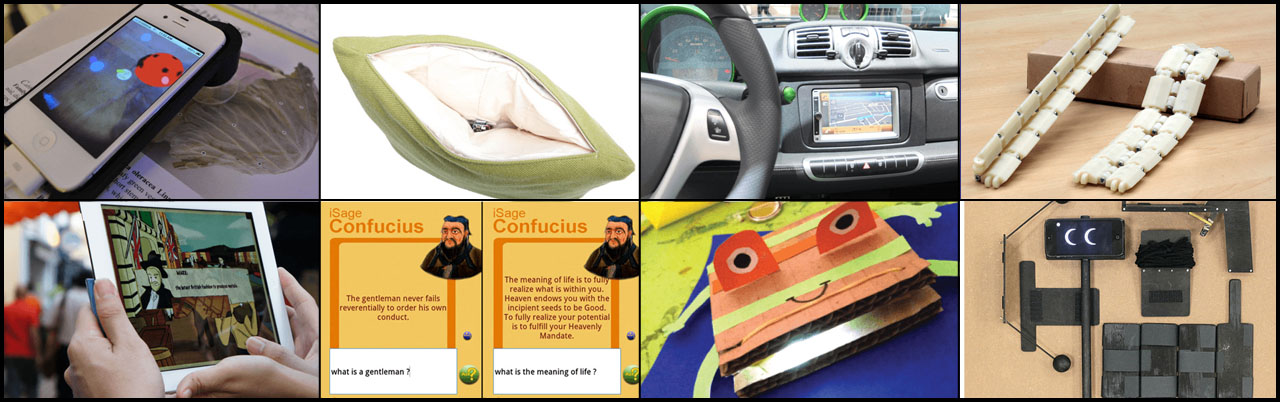 oleracea Linn
iSage
Confucius
The gentleman never fails
reverentially to order his own
conduct.
what is a gentleman ?
iSage
Confucius
The meaning of life is to fully
realize what is within you.
Heaven endows you with the
incipient seeds to be Good.
To fully realize your potential
is to fulfill your Heavenly
Mandate.
what is the meaning of life ?